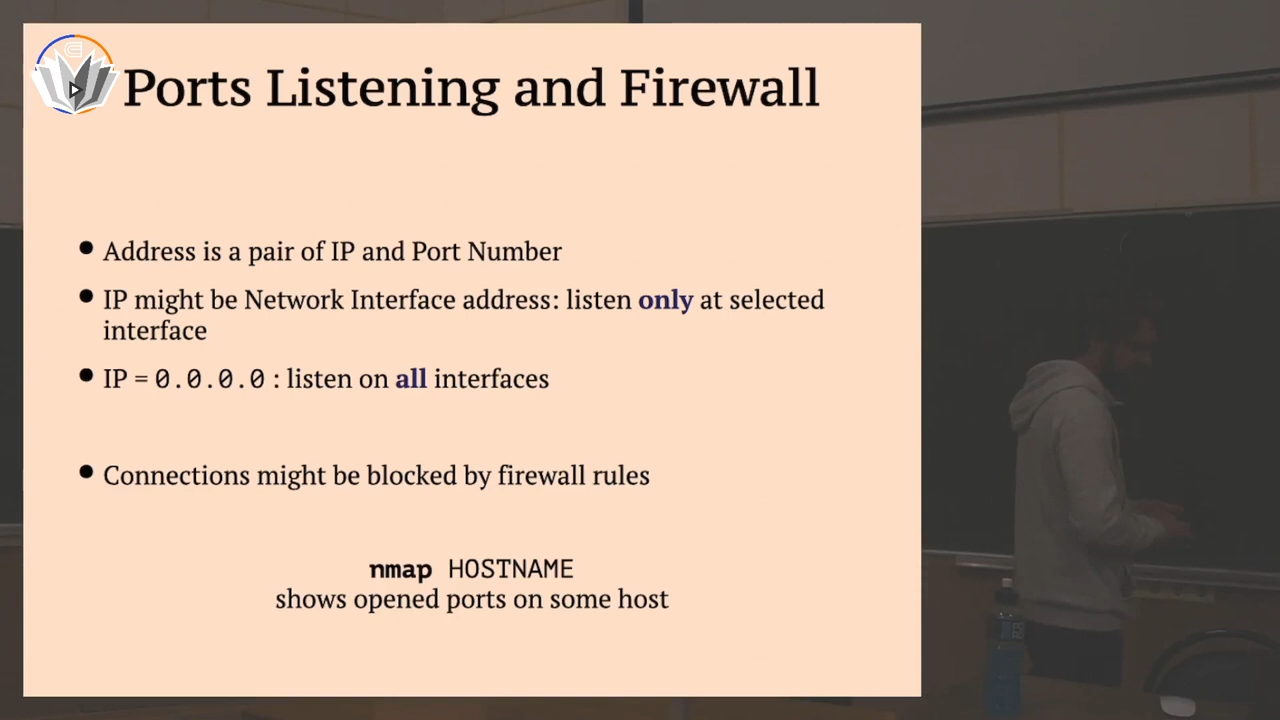 Ports Listening and Firewall
• Address is a pair of IP and Port Number
• IP might be Network Interface address: listen only at selected
interface
• IP = 0.0.0.0 : listen on all interfaces
• Connections might be blocked by firewall rules
nmap HOSTNAME
shows opened ports on some host